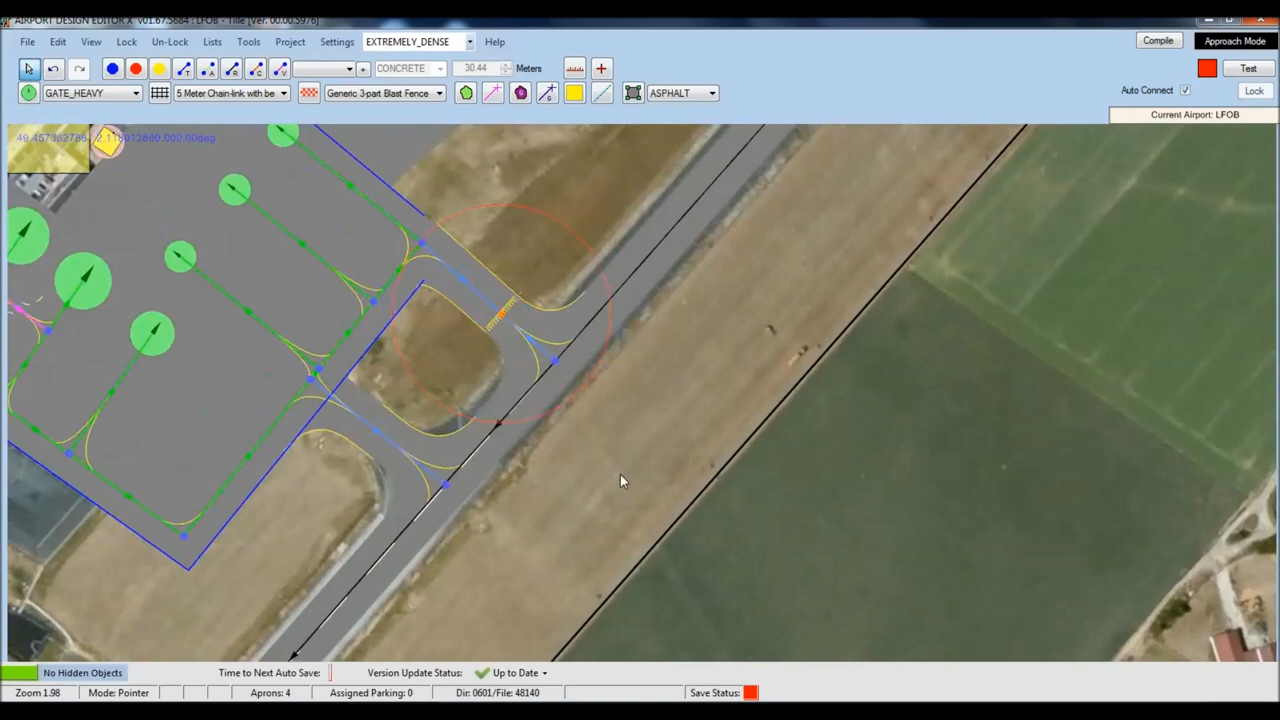 AIRPORT DESIGN EDITOR X v01.67.5684 : LFOB - Title [Ver. 00.00.5976]
File Edit View Lock Un-Lock Lists Tools Project Settings EXTREMELY_DENSE Help Compile Approach Mode
CONCRETE 30.44 Meters Test
GATE_HEAVY 5 Meter Chain-link with be Generic 3-part Blast Fence ASPHALT Auto Connect Lock
Current Airport: LFOB
No Hidden Objects Time to Next Auto Save: Version Update Status: Up to Date
Zoom 1.98 Mode: Pointer Aprons: 4 Assigned Parking: 0 Dir: 0601/File: 48140 Save Status: